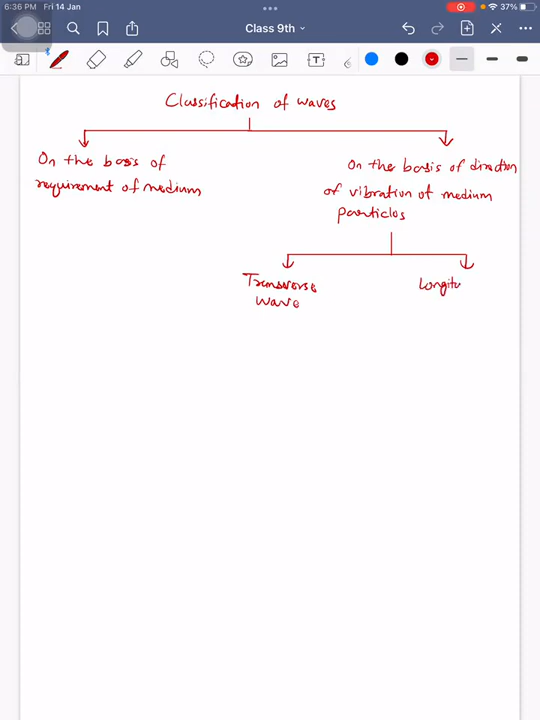 6:36 PM Fri 14 Jan
37%
Class 9th
Classification of waves
On the basis of
requirement of medium
On the basis of direction
of vibration of medium
particles
Transverse
wave
Longitu